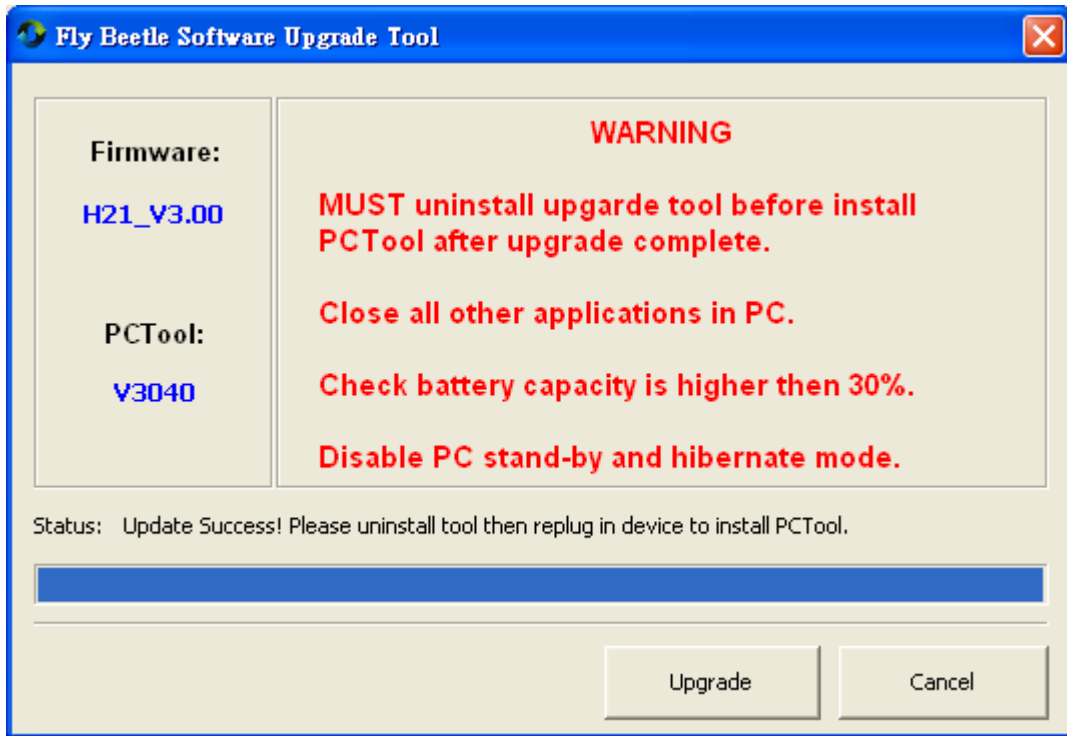 Fly Beetle Software Upgrade Tool
Firmware:
H21_V3.00
PCTool:
V3040
WARNING
MUST uninstall upgarde tool before install
PCTool after upgrade complete.
Close all other applications in PC.
Check battery capacity is higher then 30%.
Disable PC stand-by and hibernate mode.
Status: Update Success! Please uninstall tool then replug in device to install PCTool.
Upgrade
Cancel